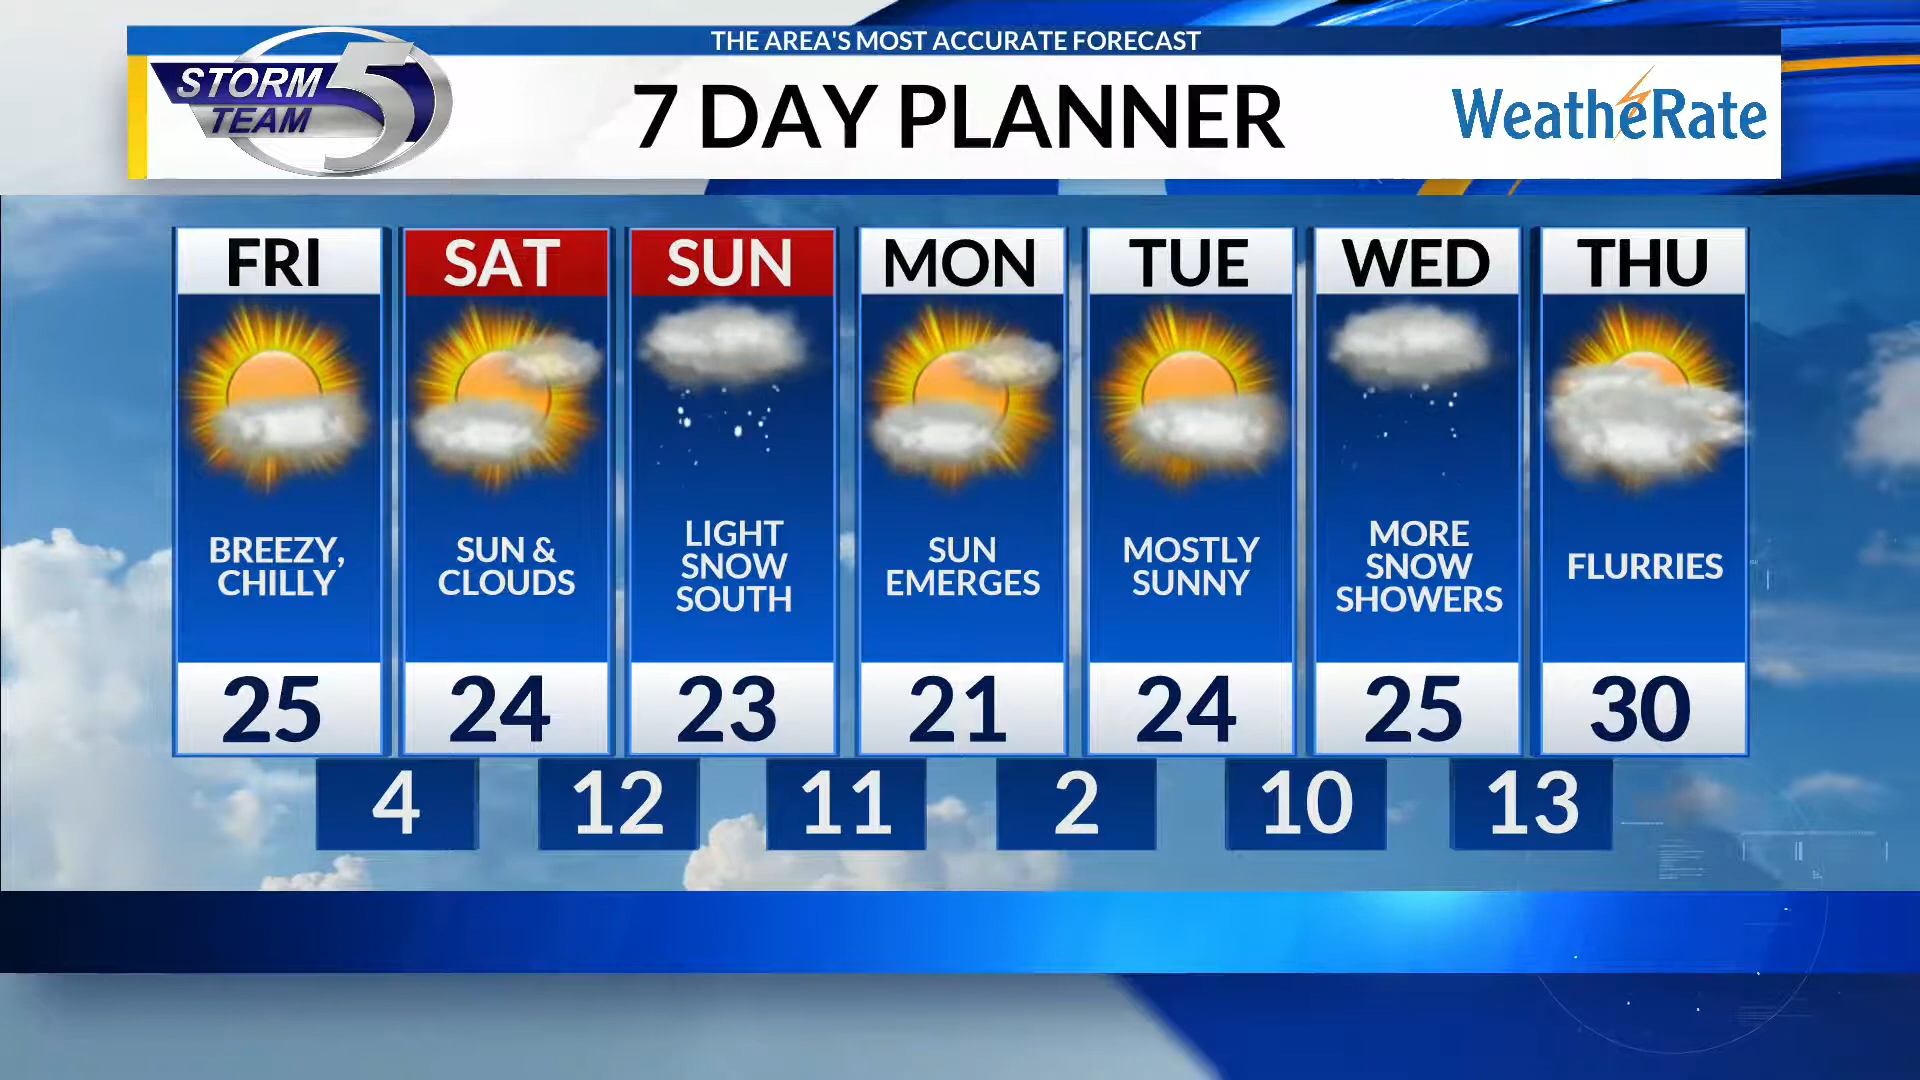 THE AREA'S MOST ACCURATE FORECAST
STORM
TEAM 5
7 DAY PLANNER
WeatheRate
FRI
SAT
SUN
MON
TUE
WED
THU
BREEZY,
CHILLY
SUN &
CLOUDS
LIGHT
SNOW
SOUTH
SUN
EMERGES
MOSTLY
SUNNY
MORE
SNOW
SHOWERS
FLURRIES
25
24
23
21
24
25
30
4
12
11
2
10
13